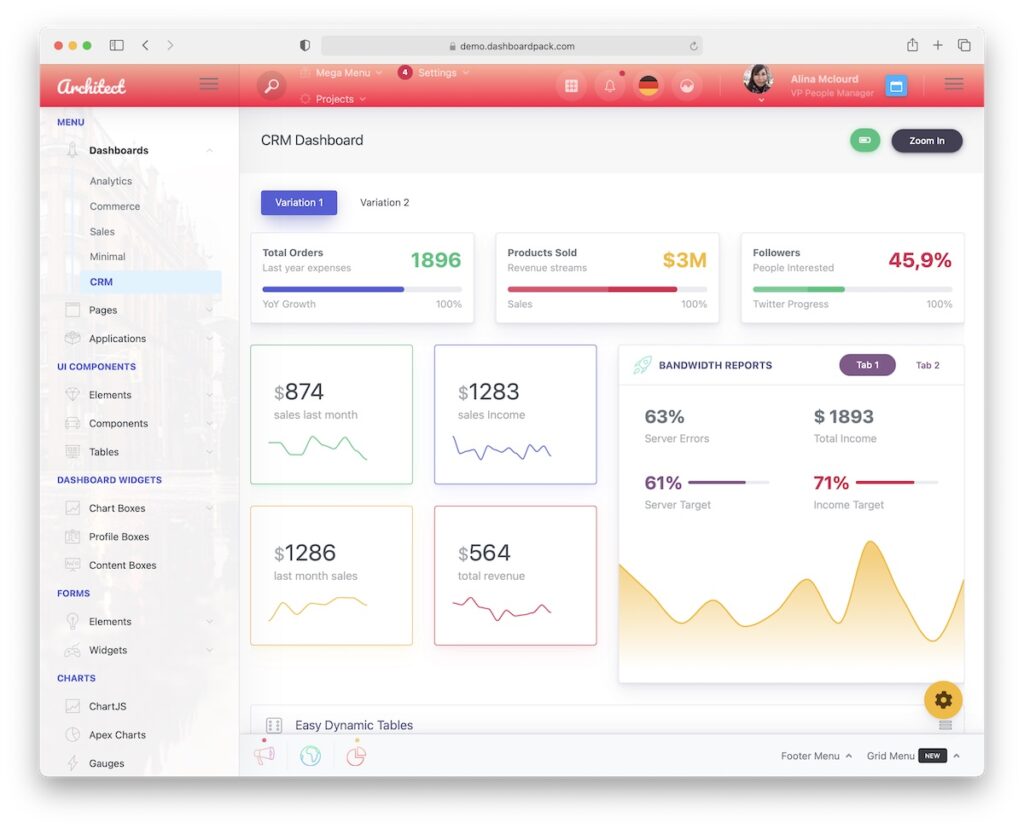 demo.dashboardpack.com
Architect
Mega Menu
4
Settings
Projects
Alina Mclourd
VP People Manager
MENU
Dashboards
Analytics
Commerce
Sales
Minimal
CRM
Pages
Applications
UI COMPONENTS
Elements
Components
Tables
DASHBOARD WIDGETS
Chart Boxes
Profile Boxes
Content Boxes
FORMS
Elements
Widgets
CHARTS
ChartJS
Apex Charts
Gauges
CRM Dashboard
Zoom In
Variation 1
Variation 2
Total Orders
Last year expenses
1896
YoY Growth
100%
Products Sold
Revenue streams
$3M
Sales
100%
Followers
People Interested
45,9%
Twitter Progress
100%
$874
sales last month
$1283
sales Income
$1286
last month sales
$564
total revenue
BANDWIDTH REPORTS
Tab 1
Tab 2
63%
Server Errors
$ 1893
Total Income
61%
Server Target
71%
Income Target
Easy Dynamic Tables
Footer Menu
Grid Menu
NEW